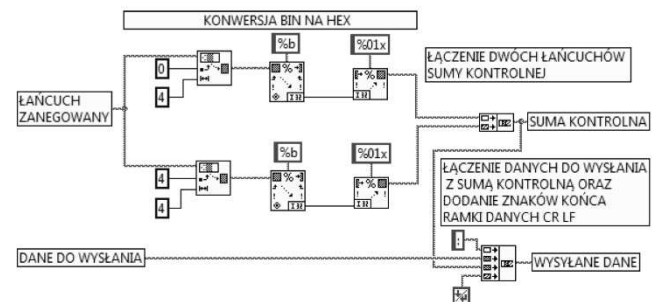 KONWERSJA BIN NA HEX
%b
%01x
ŁĄCZENIE DWÓCH ŁAŃCUCHÓW
SUMY KONTROLNEJ
0
4
ŁAŃCUCH
ZANEGOWANY
SUMA KONTROLNA
%b
%01x
4
4
ŁĄCZENIE DANYCH DO WYSŁANIA
Z SUMĄ KONTROLNĄ ORAZ
DODANIE ZNAKÓW KOŃCA
RAMKI DANYCH CR LF
:
DANE DO WYSŁANIA
WYSYŁANE DANE